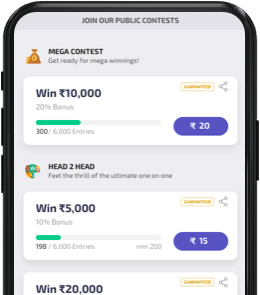 JOIN OUR PUBLIC CONTESTS
MEGA CONTEST
Get ready for mega winnings!
GUARANTEED
Win ₹10,000
20% Bonus
300/ 6,000 Entries
₹ 20
HEAD 2 HEAD
Feel the thrill of the ultimate one on one
GUARANTEED
Win ₹5,000
10% Bonus
198 / 6,000 Entries
min 200
₹ 15
GUARANTEED
Win ₹20,000